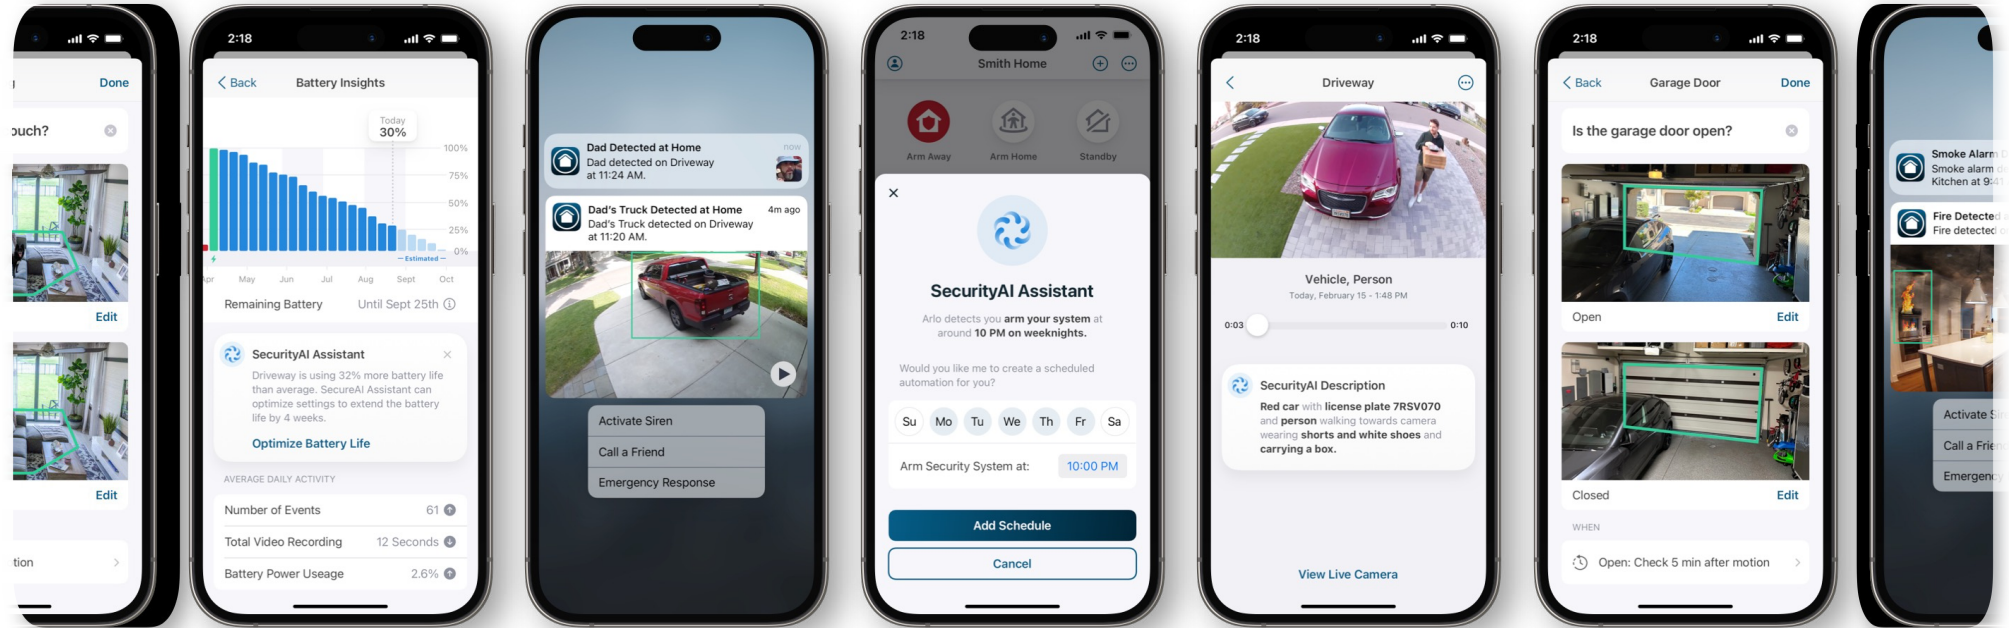 Done
ouch?
Edit
Edit
tion
2:18
Back
Battery Insights
Today
30%
100%
75%
50%
25%
0%
Estimated
Apr
May
Jun
Jul
Aug
Sept
Oct
Remaining Battery
Until Sept 25th
SecurityAI Assistant
Driveway is using 32% more battery life
than average. SecureAI Assistant can
optimize settings to extend the battery
life by 4 weeks.
Optimize Battery Life
AVERAGE DAILY ACTIVITY
Number of Events 61
Total Video Recording 12 Seconds
Battery Power Useage 2.6%
Dad Detected at Home now
Dad detected on Driveway
at 11:24 AM.
Dad's Truck Detected at Home 4m ago
Dad's Truck detected on Driveway
at 11:20 AM.
Activate Siren
Call a Friend
Emergency Response
2:18
Smith Home
Arm Away
Arm Home
Standby
SecurityAI Assistant
Arlo detects you arm your system at
around 10 PM on weeknights.
Would you like me to create a scheduled
automation for you?
Su Mo Tu We Th Fr Sa
Arm Security System at: 10:00 PM
Add Schedule
Cancel
2:18
Driveway
Vehicle, Person
Today, February 15 - 1:48 PM
0:03 0:10
SecurityAI Description
Red car with license plate 7RSV070
and person walking towards camera
wearing shorts and white shoes and
carrying a box.
View Live Camera
2:18
Back
Garage Door
Done
Is the garage door open?
Open Edit
Closed Edit
WHEN
Open: Check 5 min after motion
Smoke Alarm
Smoke alarm
Kitchen at 9:41
Fire Detected
Fire detected
Activate
Call a